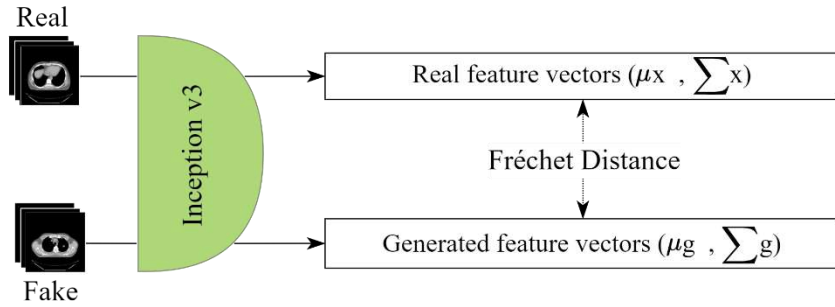 Real
Real feature vectors (μx , ∑x)
Inception v3
Fréchet Distance
Generated feature vectors (μg , ∑g)
Fake